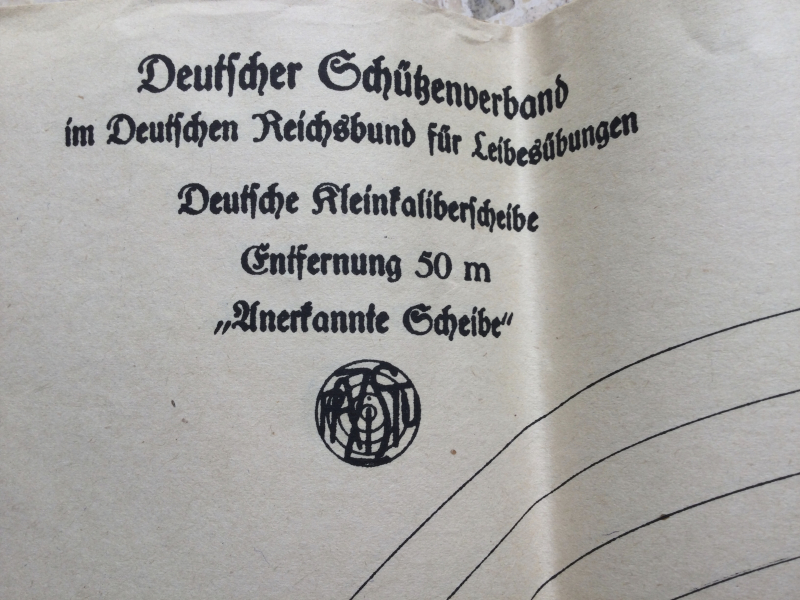 Deutscher Schützenverband
im Deutschen Reichsbund für Leibesübungen
Deutsche Kleinkaliberscheibe
Entfernung 50 m
„Anerkannte Scheibe“